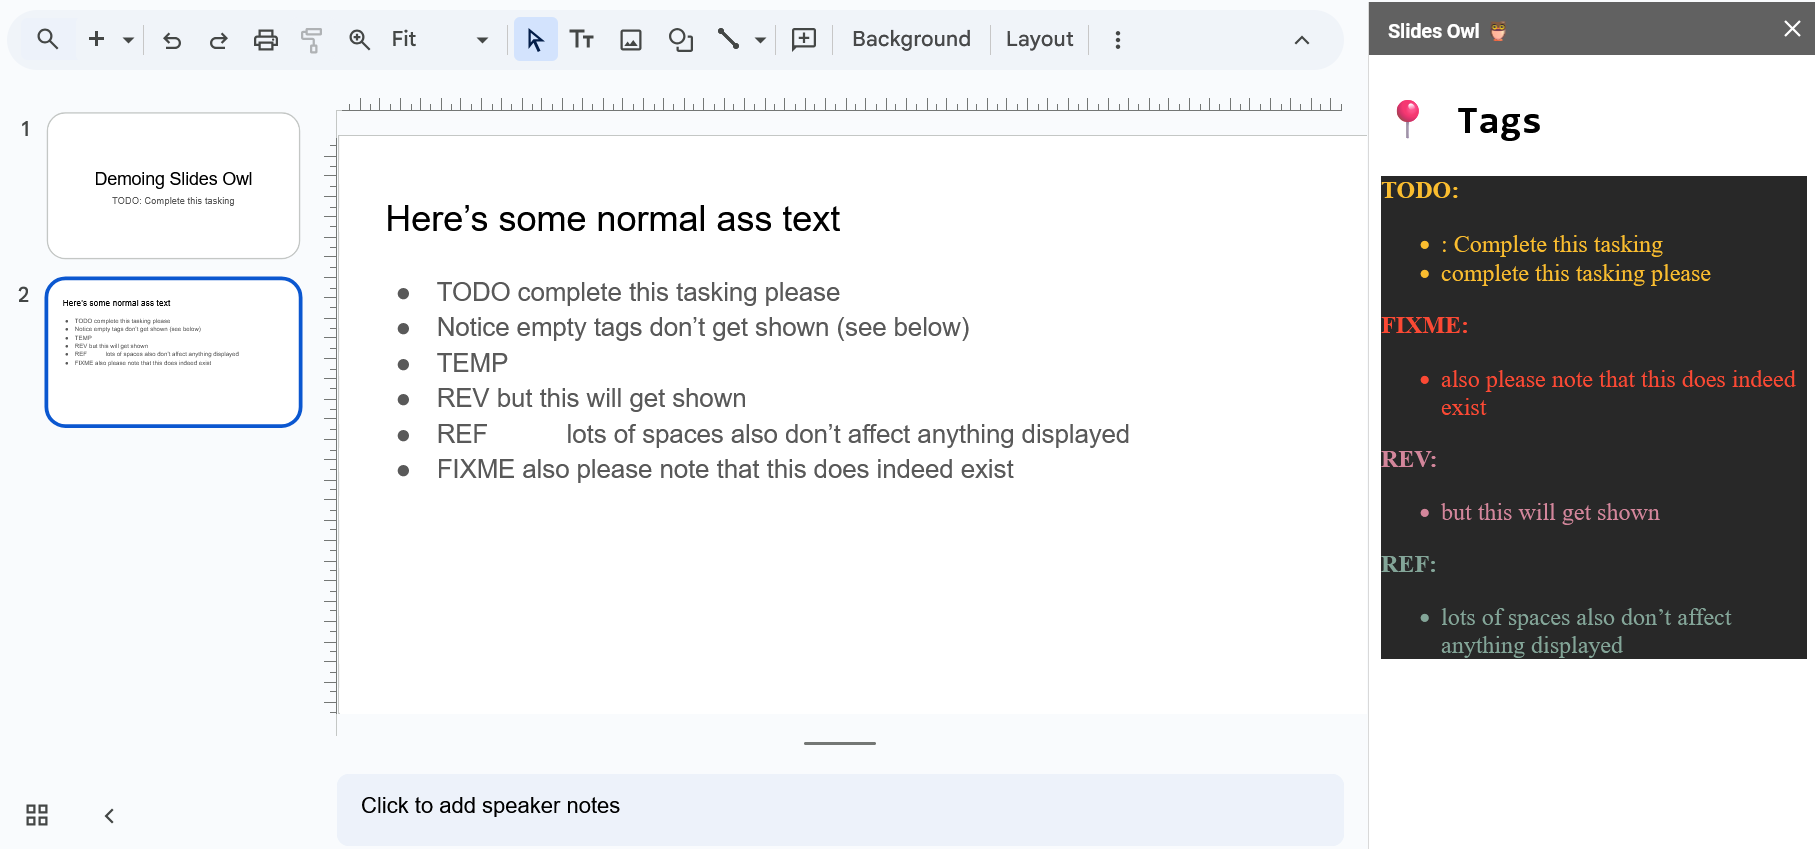 Fit
Background
Layout
Slides Owl
1
Demoing Slides Owl
TODO: Complete this tasking
2
Here's some normal ass text
TODO complete this tasking please
Notice empty tags don't get shown (see below)
TEMP
REV but this will get shown
REF lots of spaces also don't affect anything displayed
FIXME also please note that this does indeed exist
Here’s some normal ass text
TODO complete this tasking please
Notice empty tags don’t get shown (see below)
TEMP
REV but this will get shown
REF lots of spaces also don’t affect anything displayed
FIXME also please note that this does indeed exist
Click to add speaker notes
Tags
TODO:
: Complete this tasking
complete this tasking please
FIXME:
also please note that this does indeed
exist
REV:
but this will get shown
REF:
lots of spaces also don’t affect
anything displayed